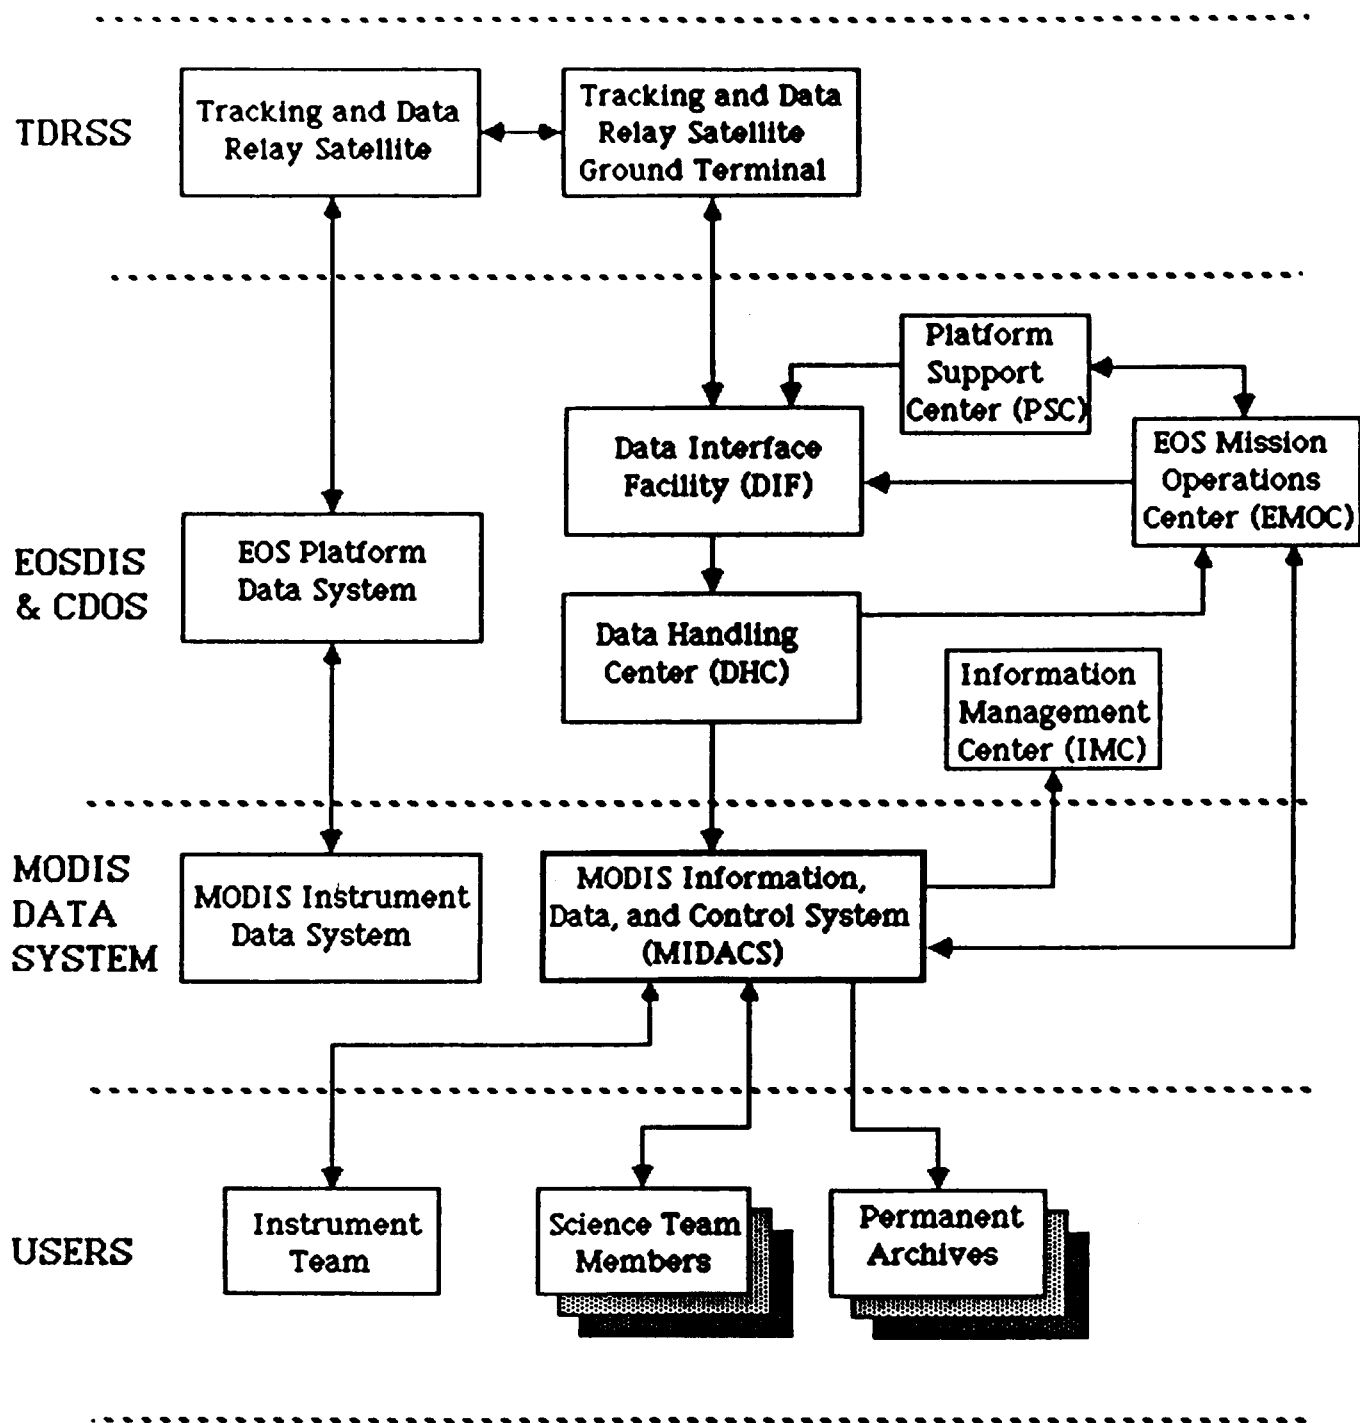 TDRSS
Tracking and Data
Relay Satellite
Tracking and Data
Relay Satellite
Ground Terminal
EOSDIS
& CDOS
Platform
Support
Center (PSC)
Data Interface
Facility (DIF)
EOS Mission
Operations
Center (EMOC)
EOS Platform
Data System
Data Handling
Center (DHC)
Information
Management
Center (IMC)
MODIS
DATA
SYSTEM
MODIS Instrument
Data System
MODIS Information,
Data, and Control System
(MIDACS)
USERS
Instrument
Team
Science Team
Members
Permanent
Archives